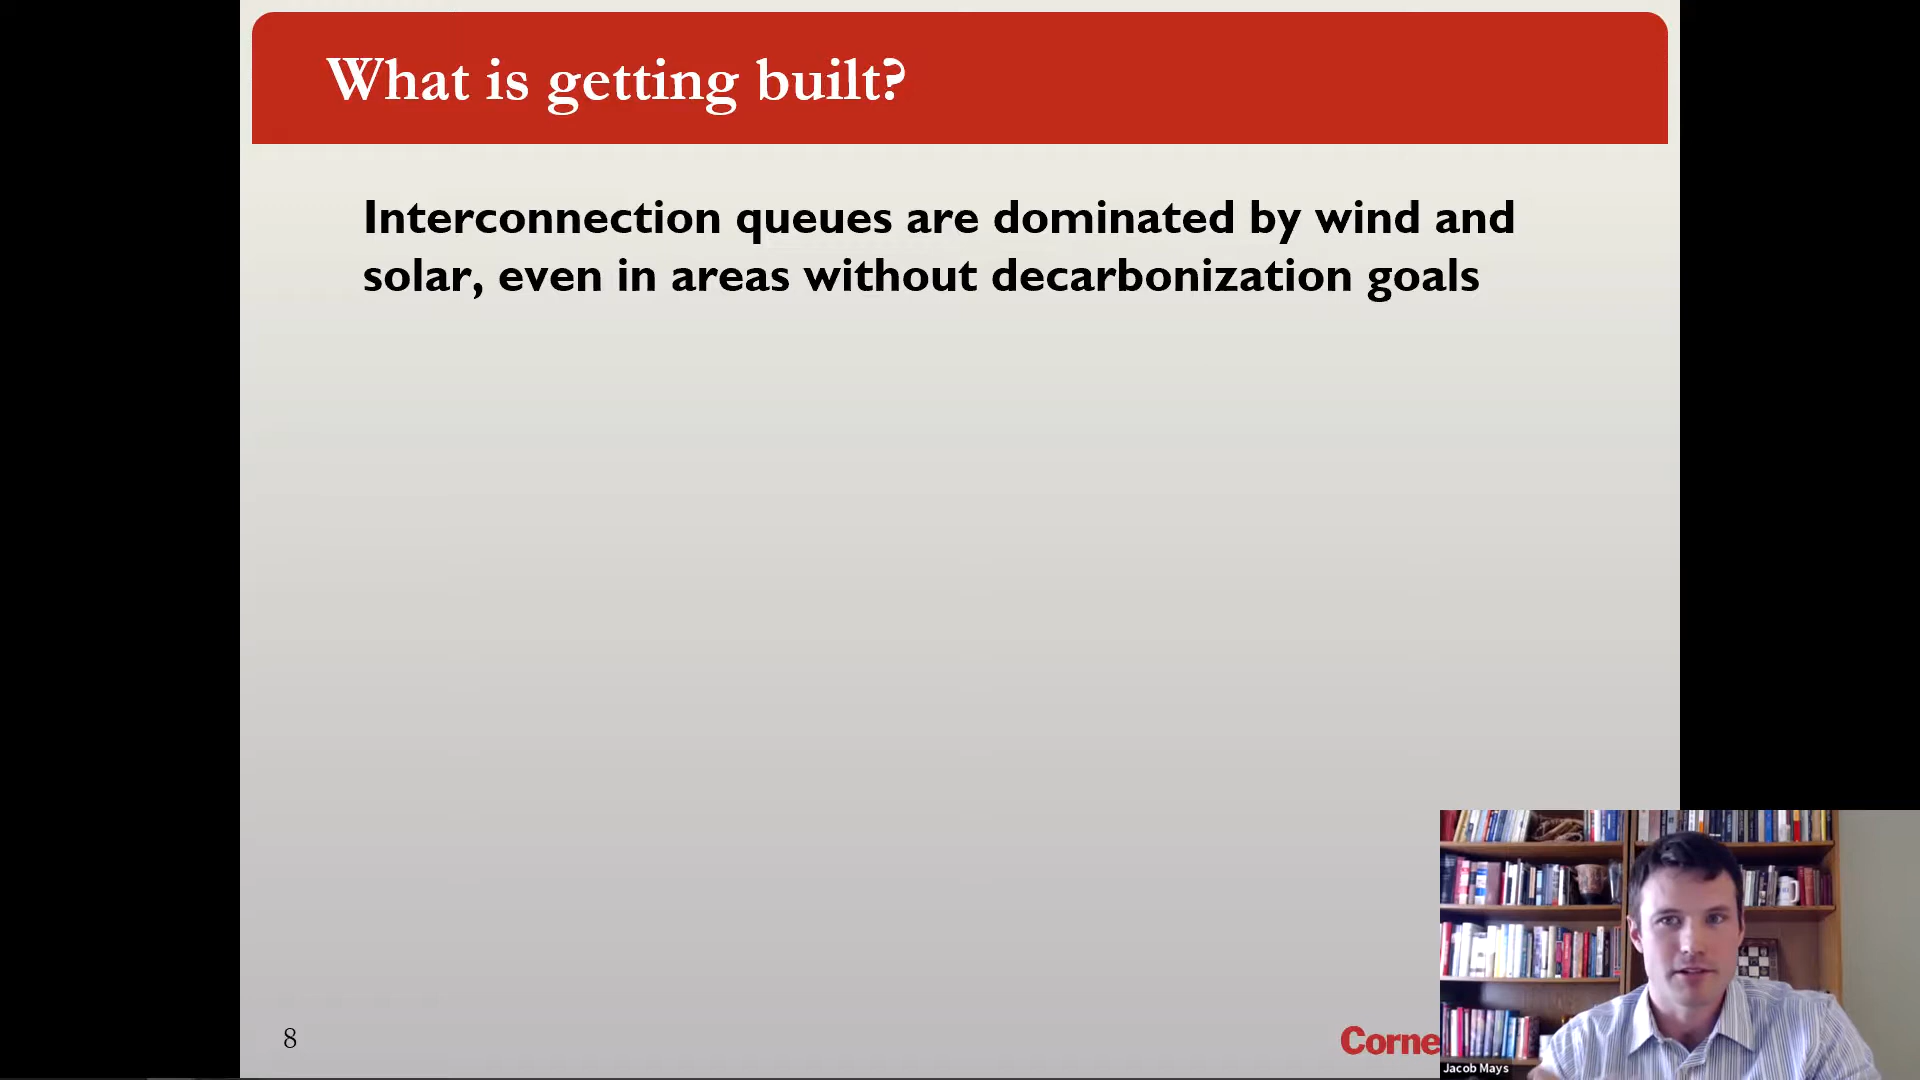 What is getting built?
Interconnection queues are dominated by wind and
solar, even in areas without decarbonization goals
8
Corne
Jacob Mays